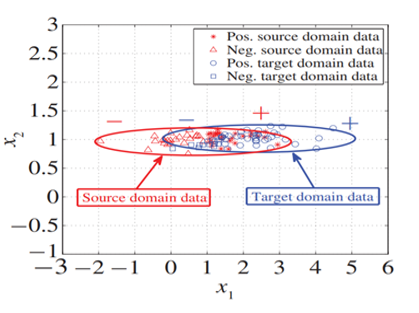 3
2.5
2
1.5
1
0.5
0
−0.5
−1
x2
Pos. source domain data
Neg. source domain data
Pos. target domain data
Neg. target domain data
− − + +
Source domain data
Target domain data
−3 −2 −1 0 1 2 3 4 5 6
x1